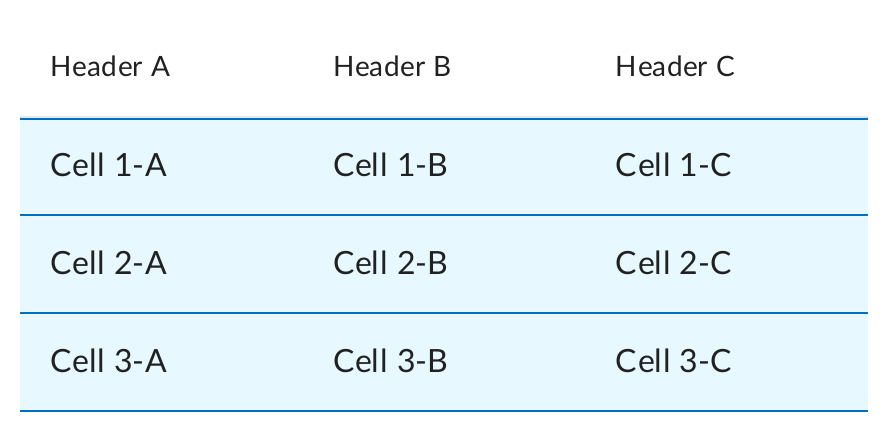 Header A Header B Header C
Cell 1-A Cell 1-B Cell 1-C
Cell 2-A Cell 2-B Cell 2-C
Cell 3-A Cell 3-B Cell 3-C